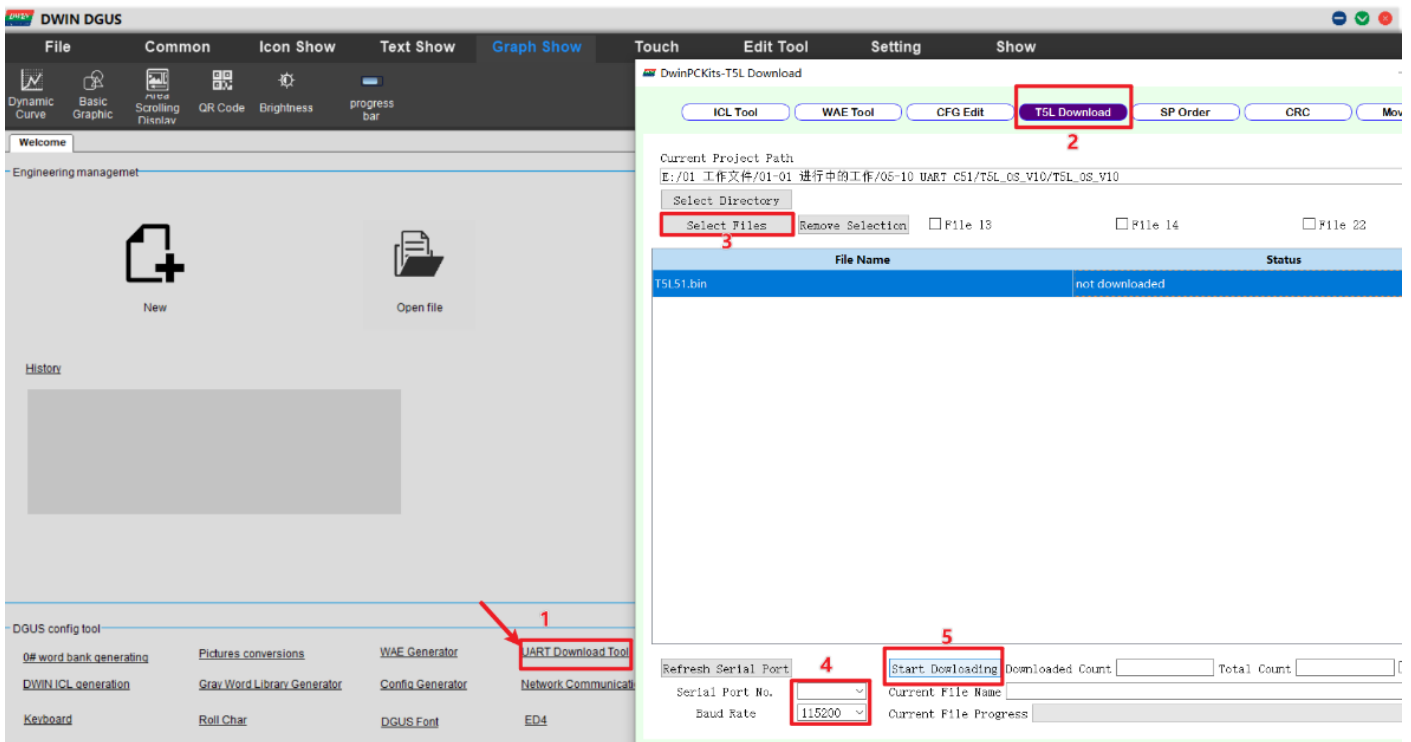 DWIN DGUS
File Common Icon Show Text Show Graph Show Touch Edit Tool Setting Show
Dynamic Curve
Basic Graphic
Area Scrolling Display
QR Code
Brightness
progress bar
Welcome
Engineering managemet
New
Open file
History
DGUS config tool
1
0# word bank generating Pictures conversions WAE Generator UART Download Tool
DWIN ICL generation Gray Word Library Generator Config Generator Network Communicati
Keyboard Roll Char DGUS Font ED4
DwinPCKits-T5L Download
ICL Tool WAE Tool CFG Edit T5L Download SP Order CRC Mov
2
Current Project Path
E:/01 工作文件/01-01 进行中的工作/05-10 UART C51/T5L_OS_V10/T5L_OS_V10
Select Directory
Select Files Remove Selection File 13 File 14 File 22
3
File Name Status
T5L51.bin not downloaded
5
Refresh Serial Port 4 Start Dowloading Downloaded Count Total Count
Serial Port No. Current File Name
Baud Rate 115200 Current File Progress